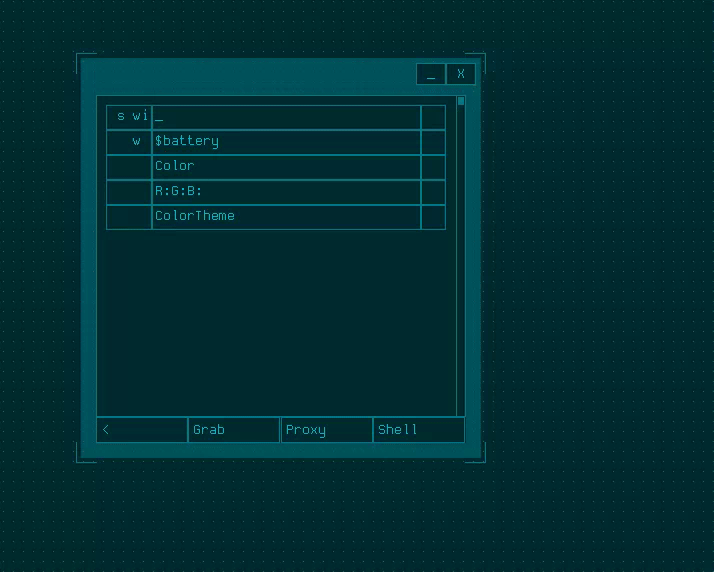 _ X
s wi _
w $battery
Color
R:G:B:
ColorTheme
< Grab Proxy Shell